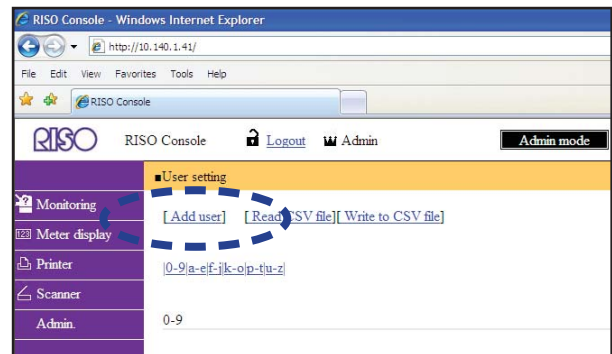 RISO Console - Windows Internet Explorer
http://10.140.1.41/
File Edit View Favorites Tools Help
RISO Console
RISO RISO Console Logout Admin Admin mode
■User setting
Monitoring
[ Add user] [ Read CSV file][ Write to CSV file]
123 Meter display
Printer
|0-9|a-e|f-j|k-o|p-t|u-z|
Scanner
Admin.
0-9